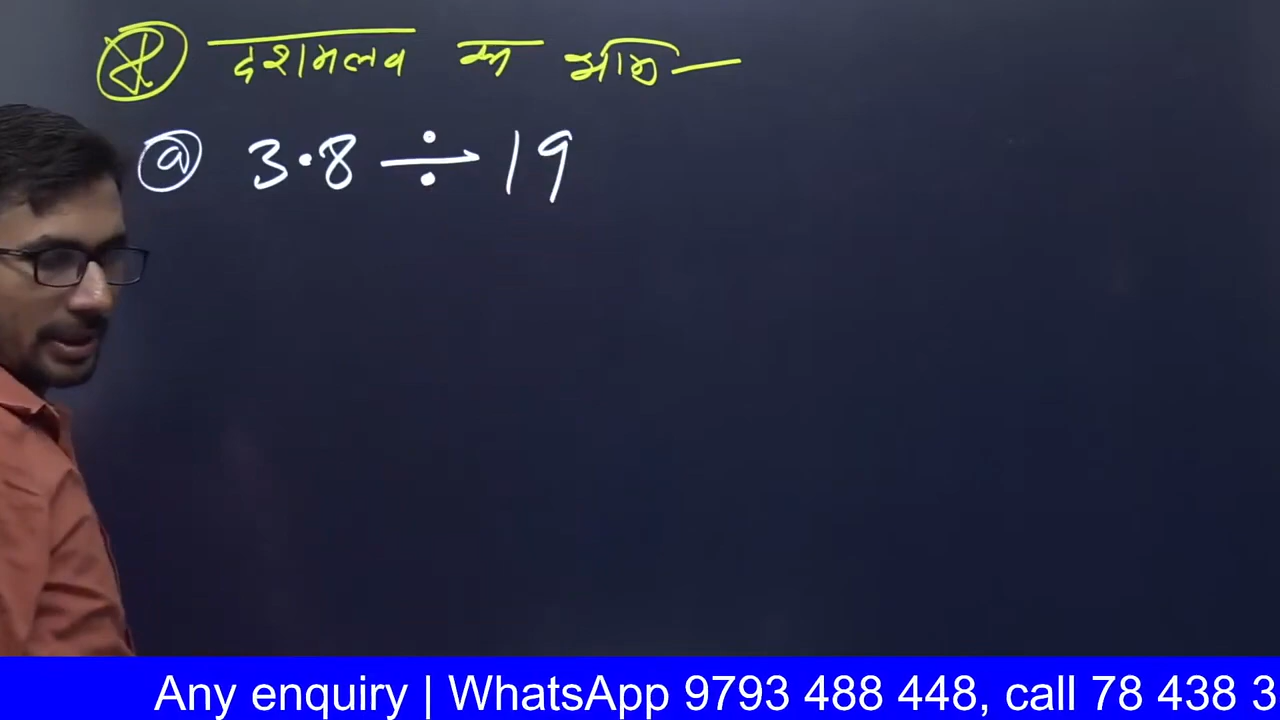 दशमलव का भाग —
(a) 3.8 ÷ 19
Any enquiry | WhatsApp 9793 488 448, call 78 438 3